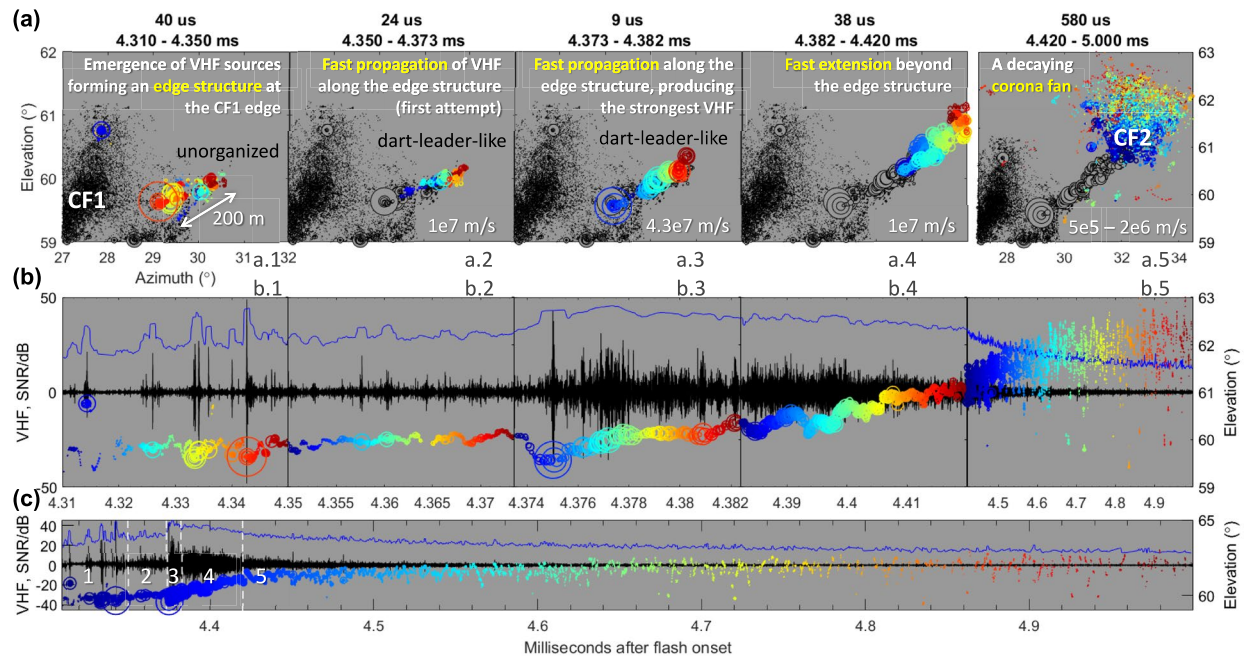 (a)
40 us
4.310 - 4.350 ms
24 us
4.350 - 4.373 ms
9 us
4.373 - 4.382 ms
38 us
4.382 - 4.420 ms
580 us
4.420 - 5.000 ms
Elevation (°)
62
61
60
59
Emergence of VHF sources
forming an edge structure at
the CF1 edge
unorganized
CF1
200 m
27
28
29
30
31
32
Azimuth (°)
a.1
Fast propagation of VHF
along the edge structure
(first attempt)
dart-leader-like
1e7 m/s
a.2
Fast propagation along the
edge structure, producing
the strongest VHF
dart-leader-like
4.3e7 m/s
a.3
Fast extension beyond
the edge structure
1e7 m/s
a.4
A decaying
corona fan
CF2
5e5 – 2e6 m/s
28
30
32
34
a.5
63
62
61
60
59
Elevation (°)
(b)
b.1
b.2
b.3
b.4
b.5
VHF, SNR/dB
50
0
-50
63
62
61
60
59
Elevation (°)
4.31
4.32
4.33
4.34
4.35
4.355
4.36
4.365
4.37
4.374
4.376
4.378
4.38
4.382
4.39
4.4
4.41
4.5
4.6
4.7
4.8
4.9
(c)
VHF, SNR/dB
40
20
0
-20
-40
1
2
3
4
5
65
60
Elevation (°)
4.4
4.5
4.6
4.7
4.8
4.9
Milliseconds after flash onset